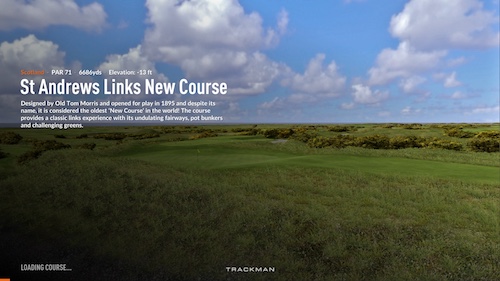 Scotland PAR 71 6686yds Elevation: -13 ft
St Andrews Links New Course
Designed by Old Tom Morris and opened for play in 1895 and despite its
name, it is considered the oldest 'New Course' in the world! The course
provides a classic links experience with its undulating fairways, pot bunkers
and challenging greens.
LOADING COURSE...
TRACKMAN